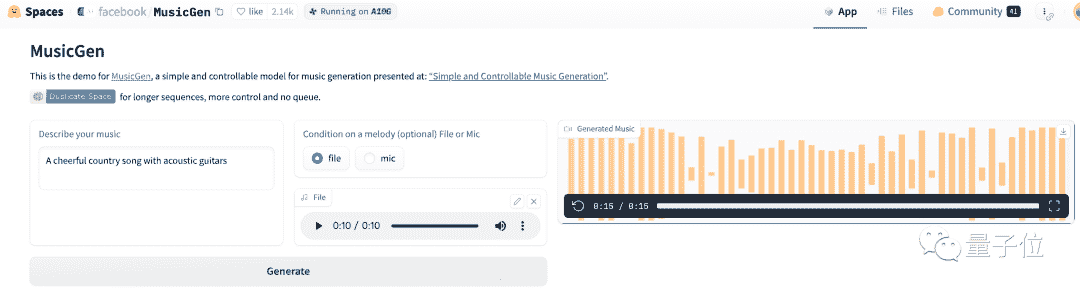 Spaces facebook/MusicGen like 2.14k Running on A10G App Files Community 41
MusicGen
This is the demo for MusicGen, a simple and controllable model for music generation presented at: "Simple and Controllable Music Generation".
Duplicate Space for longer sequences, more control and no queue.
Describe your music
A cheerful country song with acoustic guitars
Condition on a melody (optional) File or Mic
file mic
File
0:10 / 0:10
Generated Music
0:15 / 0:15
量子位
Generate